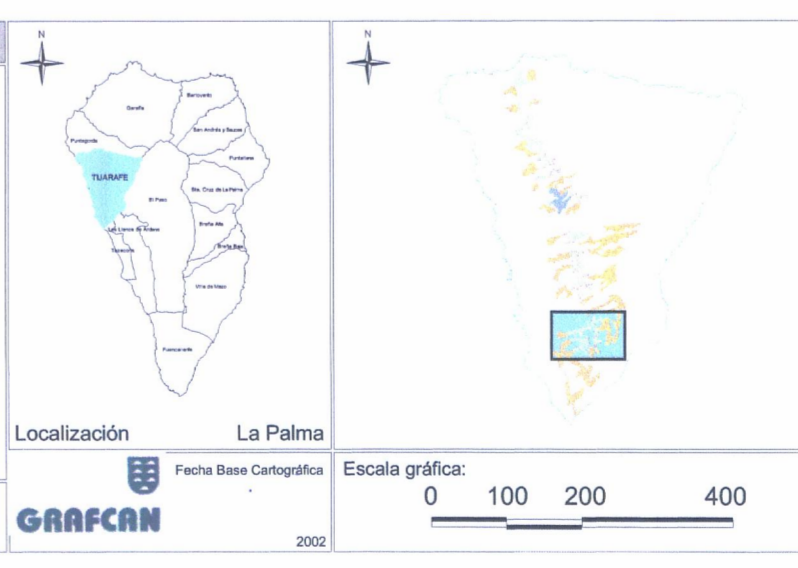 N
N
Garafía
Barlovento
San Andrés y Sauces
Puntagorda
Puntallana
TIJARAFE
Sta. Cruz de La Palma
El Paso
Breña Alta
Los Llanos de Aridane
Breña Baja
Tazacorte
Villa de Mazo
Fuencaliente
Localización
La Palma
Fecha Base Cartográfica
GRAFCAN
2002
Escala gráfica:
0 100 200 400